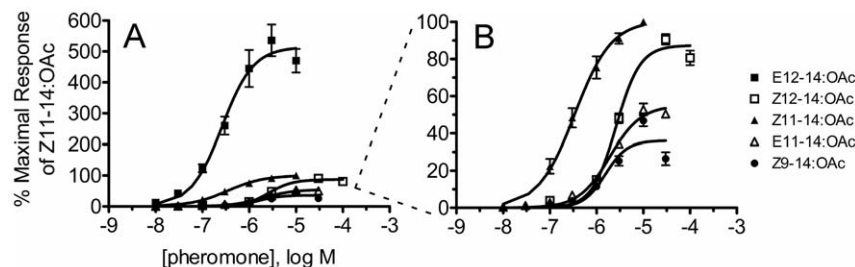 A
B
% Maximal Response
of Z11-14:OAc
600
500
400
300
200
100
0
-9 -8 -7 -6 -5 -4 -3
[pheromone], log M
100
80
60
40
20
0
-9 -8 -7 -6 -5 -4 -3
E12-14:OAc
Z12-14:OAc
Z11-14:OAc
E11-14:OAc
Z9-14:OAc